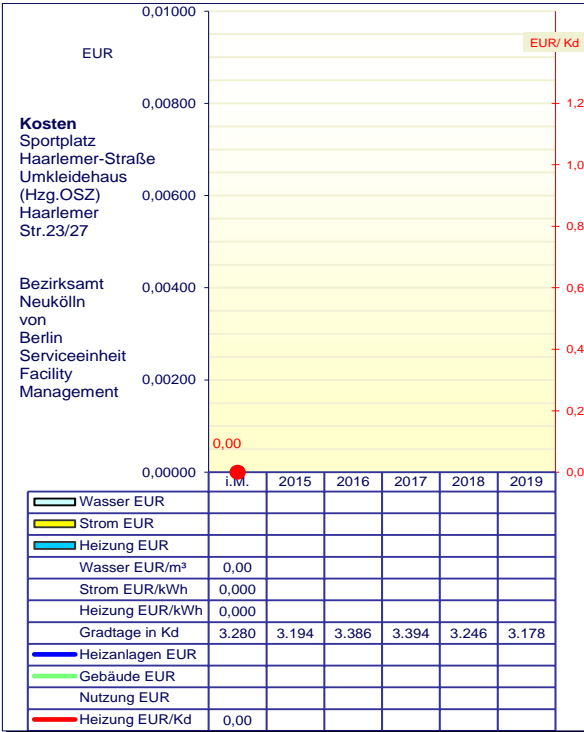 0,01000
EUR
EUR/ Kd
0,00800
1,2
Kosten
Sportplatz
Haarlemer-Straße
Umkleidehaus
(Hzg.OSZ)
Haarlemer
Str.23/27
1,0
0,00600
0,8
Bezirksamt
Neukölln
von
Berlin
Serviceeinheit
Facility
Management
0,00400
0,6
0,4
0,00200
0,2
0,00
0,00000
0,0
i.M. 2015 2016 2017 2018 2019
Wasser EUR
Strom EUR
Heizung EUR
Wasser EUR/m³ 0,00
Strom EUR/kWh 0,000
Heizung EUR/kWh 0,000
Gradtage in Kd 3.280 3.194 3.386 3.394 3.246 3.178
Heizanlagen EUR
Gebäude EUR
Nutzung EUR
Heizung EUR/Kd 0,00